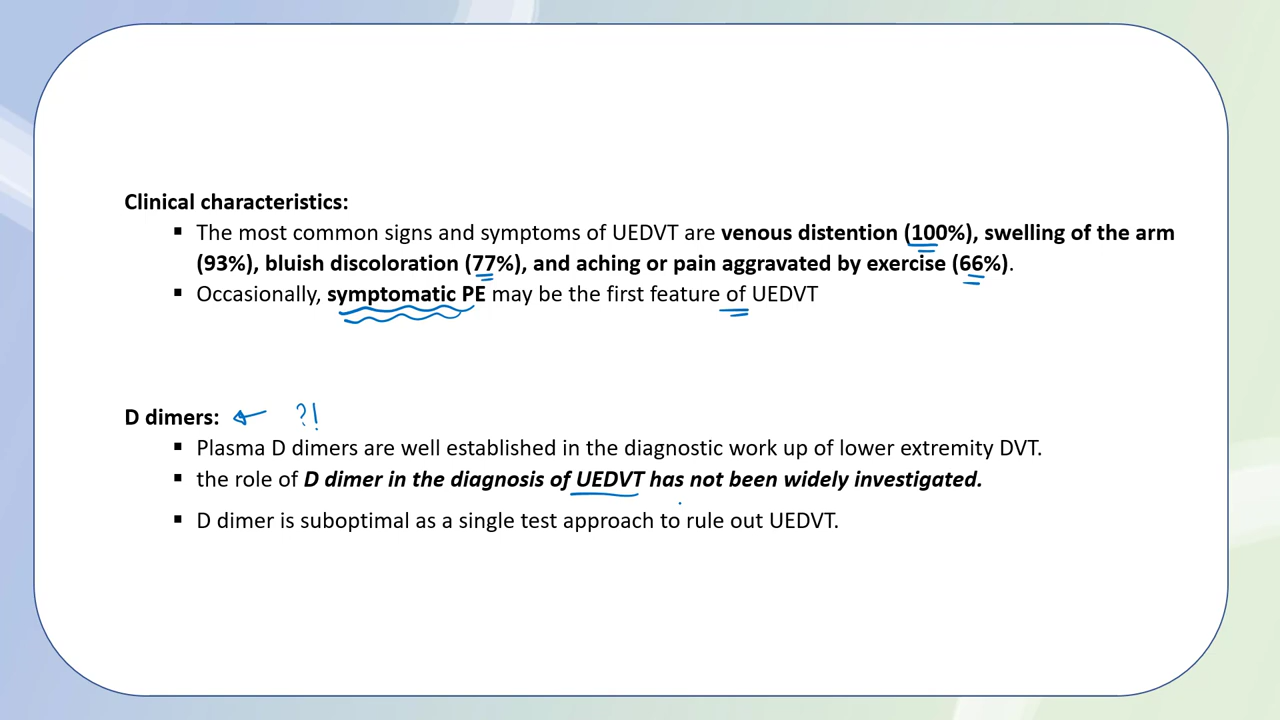 Clinical characteristics:
▪ The most common signs and symptoms of UEDVT are venous distention (100%), swelling of the arm
(93%), bluish discoloration (77%), and aching or pain aggravated by exercise (66%).
▪ Occasionally, symptomatic PE may be the first feature of UEDVT
D dimers: ?!
▪ Plasma D dimers are well established in the diagnostic work up of lower extremity DVT.
▪ the role of D dimer in the diagnosis of UEDVT has not been widely investigated.
▪ D dimer is suboptimal as a single test approach to rule out UEDVT.